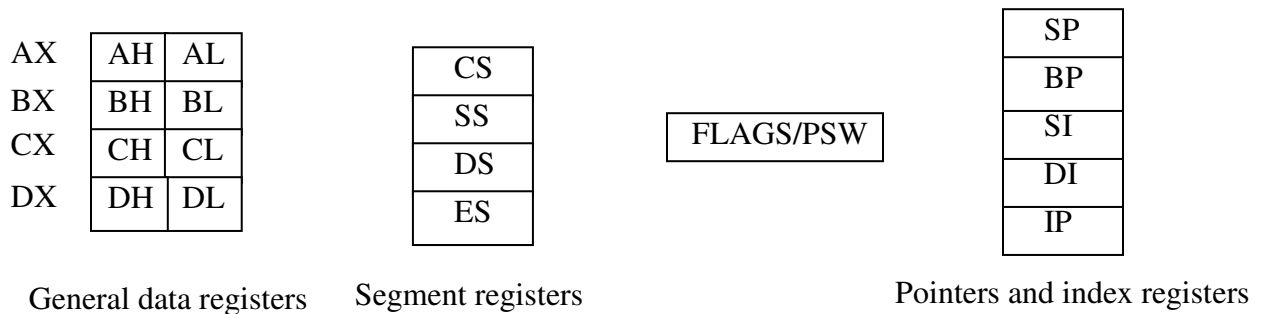 AX AH AL
BX BH BL
CX CH CL
DX DH DL
General data registers
CS
SS
DS
ES
Segment registers
FLAGS/PSW
SP
BP
SI
DI
IP
Pointers and index registers